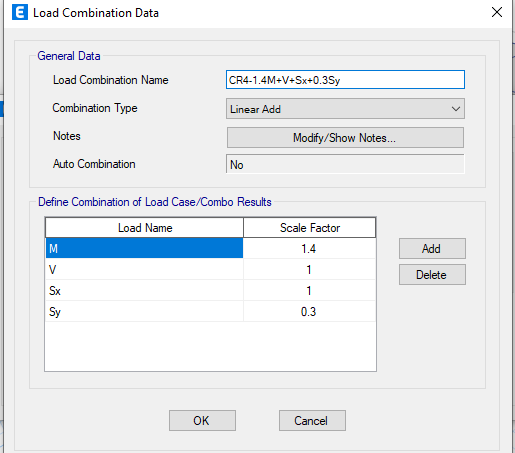 E Load Combination Data
General Data
Load Combination Name CR4-1.4M+V+Sx+0.3Sy
Combination Type Linear Add
Notes Modify/Show Notes...
Auto Combination No
Define Combination of Load Case/Combo Results
Load Name Scale Factor
M 1.4 Add
V 1 Delete
Sx 1
Sy 0.3
OK Cancel